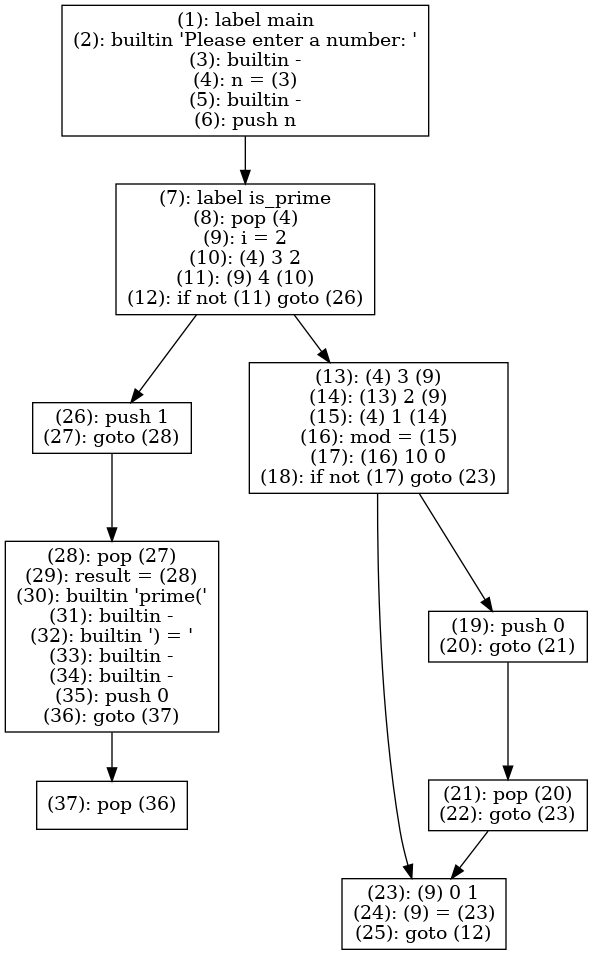 (1): label main
(2): builtin 'Please enter a number: '
(3): builtin -
(4): n = (3)
(5): builtin -
(6): push n
(7): label is_prime
(8): pop (4)
(9): i = 2
(10): (4) 3 2
(11): (9) 4 (10)
(12): if not (11) goto (26)
(13): (4) 3 (9)
(14): (13) 2 (9)
(15): (4) 1 (14)
(16): mod = (15)
(17): (16) 10 0
(18): if not (17) goto (23)
(26): push 1
(27): goto (28)
(28): pop (27)
(29): result = (28)
(30): builtin 'prime('
(31): builtin -
(32): builtin ') = '
(33): builtin -
(34): builtin -
(35): push 0
(36): goto (37)
(19): push 0
(20): goto (21)
(37): pop (36)
(21): pop (20)
(22): goto (23)
(23): (9) 0 1
(24): (9) = (23)
(25): goto (12)